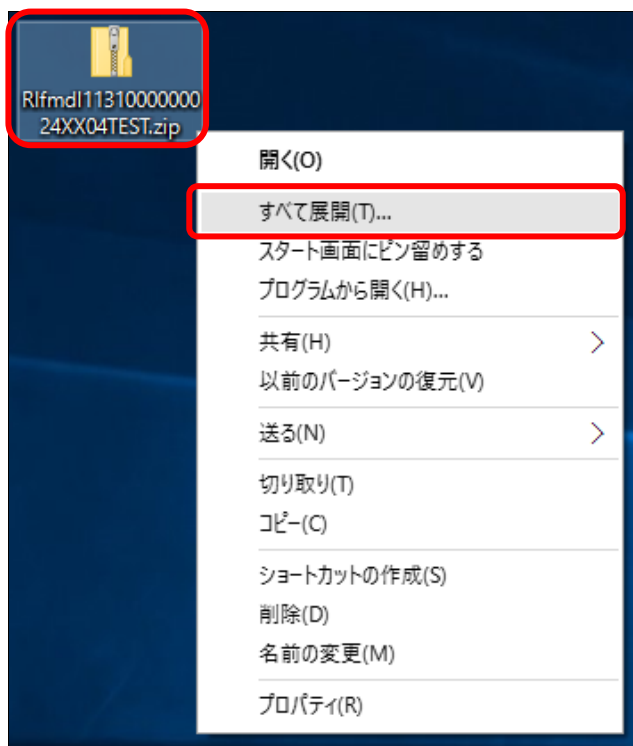 Rlfmdl11310000000
24XX04TEST.zip
開く(O)
すべて展開(T)...
スタート画面にピン留めする
プログラムから開く(H)...
共有(H)
以前のバージョンの復元(V)
送る(N)
切り取り(T)
コピー(C)
ショートカットの作成(S)
削除(D)
名前の変更(M)
プロパティ(R)